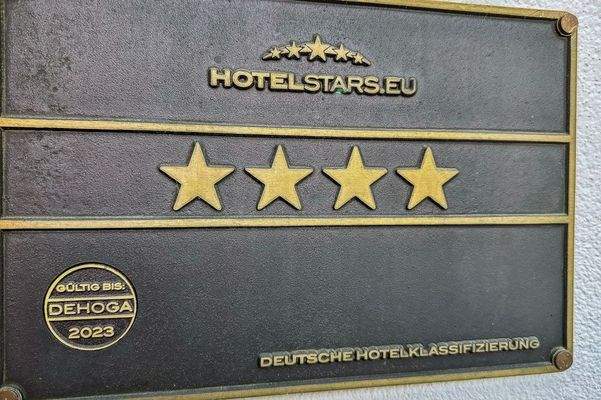 HOTELSTARS.EU
GÜLTIG BIS:
DEHOGA
2023
DEUTSCHE HOTELKLASSIFIZIERUNG